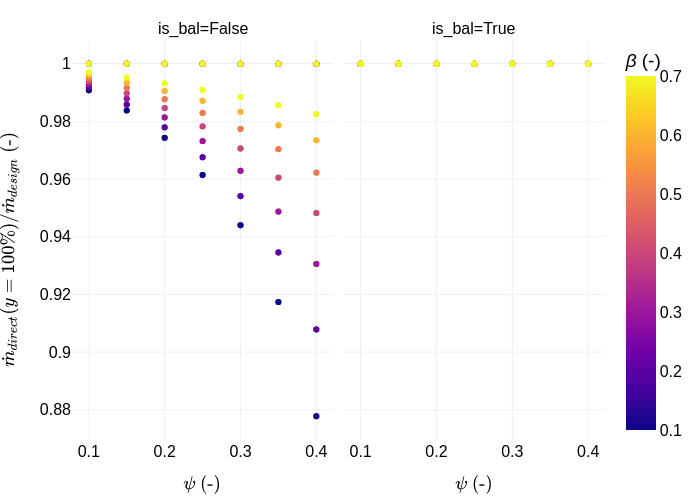 is_bal=False
is_bal=True
β (-)
ṁ_direct(y = 100%)/ṁ_design (-)
1
0.98
0.96
0.94
0.92
0.9
0.88
0.1 0.2 0.3 0.4
0.1 0.2 0.3 0.4
ψ (-)
ψ (-)
0.7
0.6
0.5
0.4
0.3
0.2
0.1